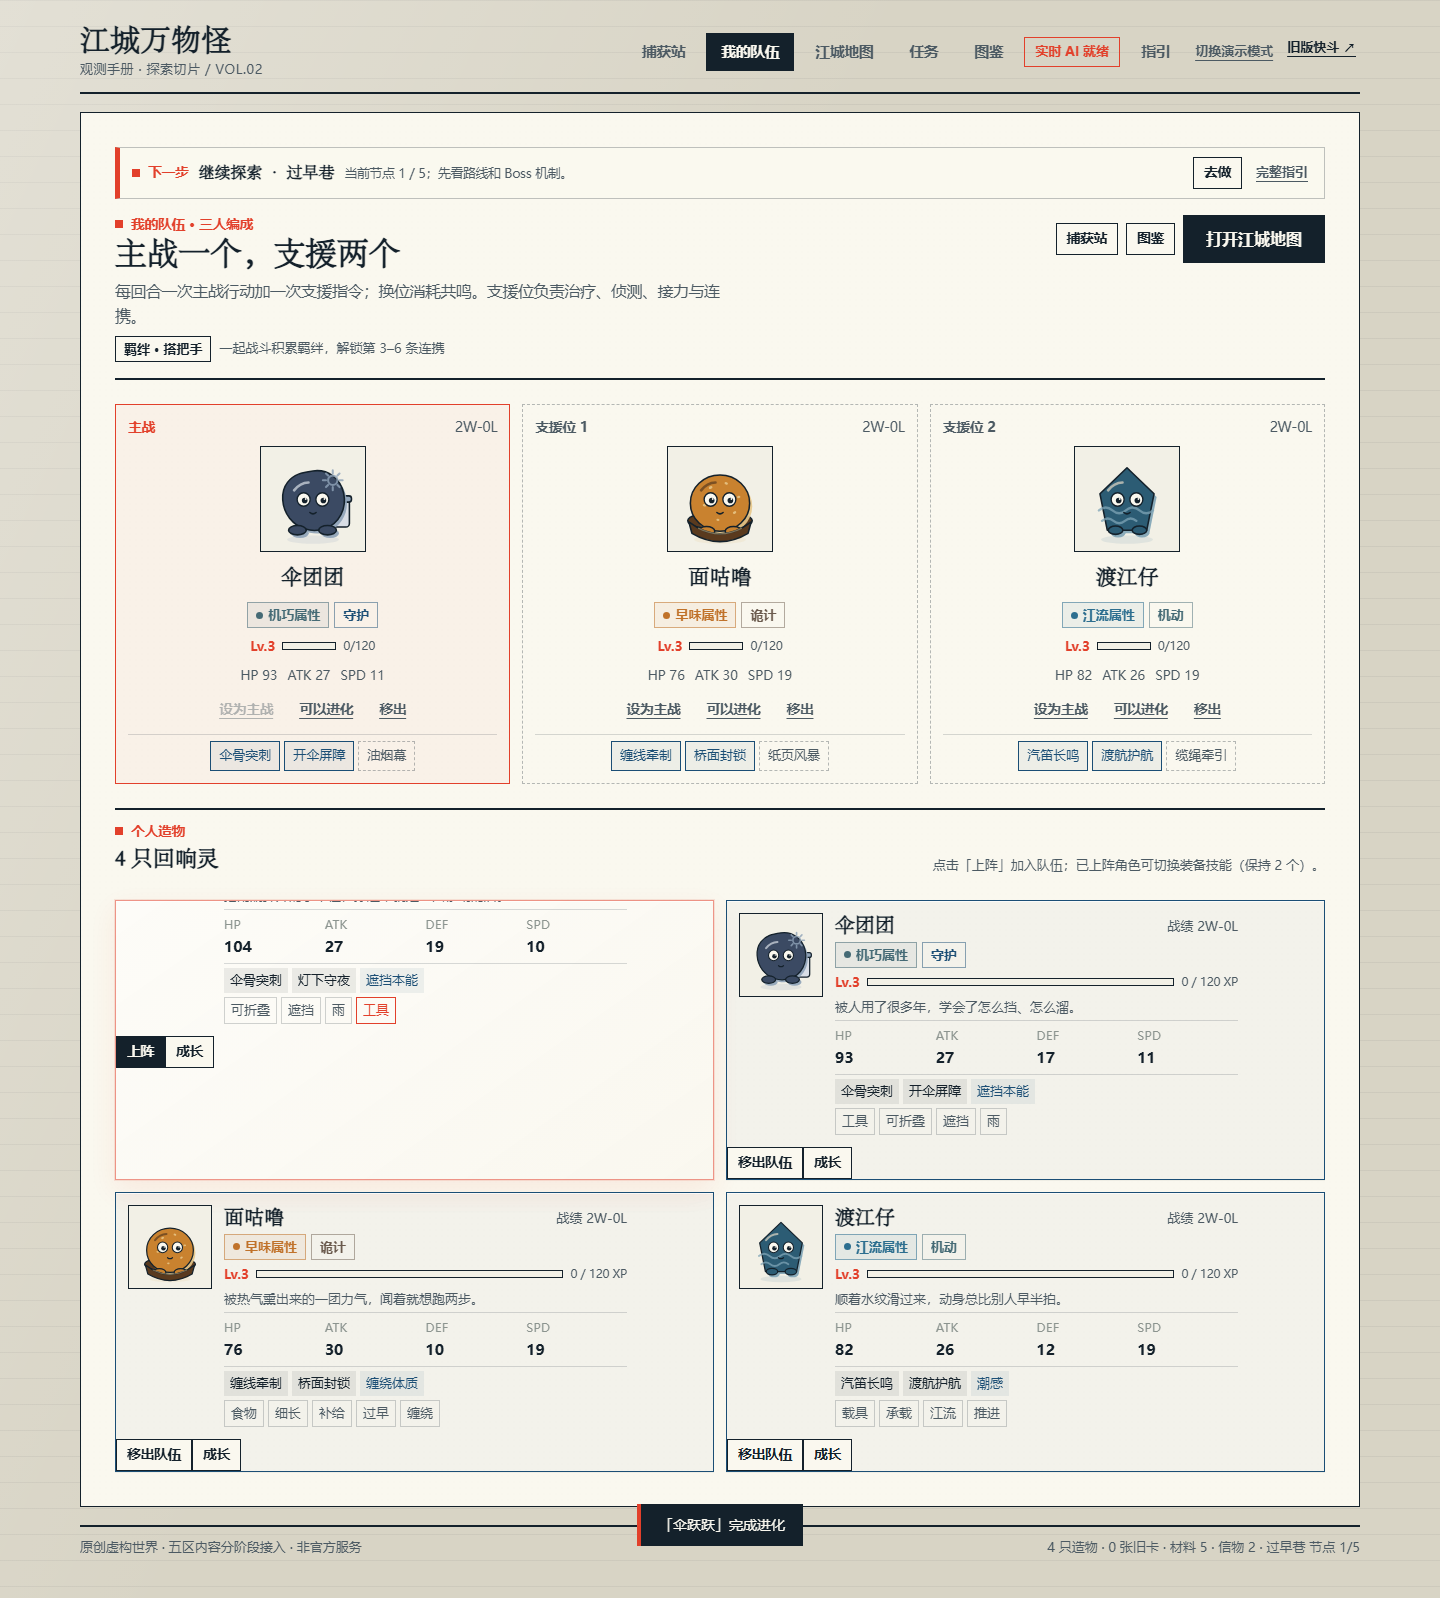 江城万物怪
观测手册 · 探索切片 / VOL.02
捕获站
我的队伍
江城地图
任务
图鉴
实时 AI 就绪
指引
切换演示模式
旧版快斗 ↗
下一步 继续探索 · 过早巷 当前节点 1 / 5；先看路线和 Boss 机制。
去做
完整指引
我的队伍 • 三人编成
主战一个，支援两个
捕获站
图鉴
打开江城地图
每回合一次主战行动加一次支援指令；换位消耗共鸣。支援位负责治疗、侦测、接力与连
携。
羁绊 • 搭把手 一起战斗积累羁绊，解锁第 3–6 条连携
主战 2W-0L
伞团团
机巧属性 守护
Lv.3 0/120
HP 93 ATK 27 SPD 11
设为主战 可以进化 移出
伞骨突刺 开伞屏障 油烟幕
支援位 1 2W-0L
面咕噜
早味属性 诡计
Lv.3 0/120
HP 76 ATK 30 SPD 19
设为主战 可以进化 移出
缠线牵制 桥面封锁 纸页风暴
支援位 2 2W-0L
渡江仔
江流属性 机动
Lv.3 0/120
HP 82 ATK 26 SPD 19
设为主战 可以进化 移出
汽笛长鸣 渡航护航 缆绳牵引
个人造物
4 只回响灵
点击「上阵」加入队伍；已上阵角色可切换装备技能（保持 2 个）。
HP ATK DEF SPD
104 27 19 10
伞骨突刺 灯下守夜 遮挡本能
可折叠 遮挡 雨 工具
上阵 成长
伞团团 战绩 2W-0L
机巧属性 守护
Lv.3 0 / 120 XP
被人用了很多年，学会了怎么挡、怎么溜。
HP ATK DEF SPD
93 27 17 11
伞骨突刺 开伞屏障 遮挡本能
工具 可折叠 遮挡 雨
移出队伍 成长
面咕噜 战绩 2W-0L
早味属性 诡计
Lv.3 0 / 120 XP
被热气熏出来的一团力气，闻着就想跑两步。
HP ATK DEF SPD
76 30 10 19
缠线牵制 桥面封锁 缠绕体质
食物 细长 补给 过早 缠绕
移出队伍 成长
渡江仔 战绩 2W-0L
江流属性 机动
Lv.3 0 / 120 XP
顺着水纹滑过来，动身总比别人早半拍。
HP ATK DEF SPD
82 26 12 19
汽笛长鸣 渡航护航 潮感
载具 承载 江流 推进
移出队伍 成长
「伞跃跃」完成进化
原创虚构世界 · 五区内容分阶段接入 · 非官方服务
4 只造物 · 0 张旧卡 · 材料 5 · 信物 2 · 过早巷 节点 1/5